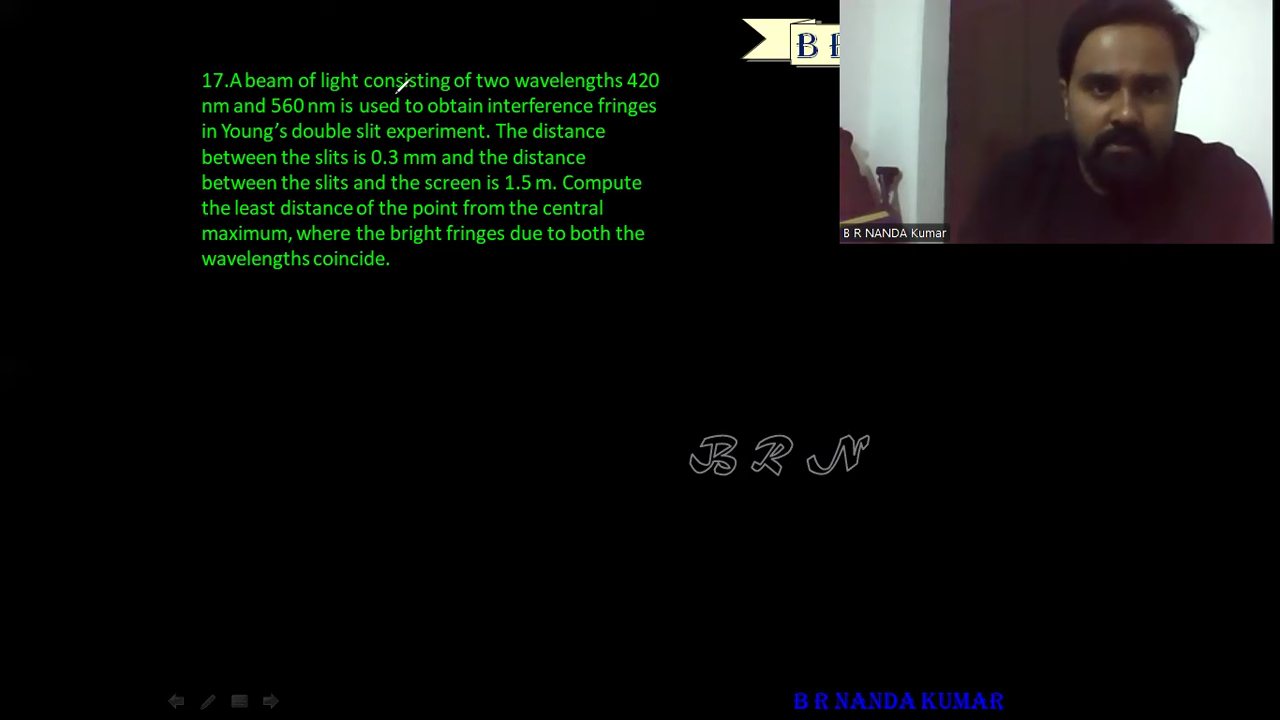 B
17.A beam of light consisting of two wavelengths 420
nm and 560 nm is used to obtain interference fringes
in Young’s double slit experiment. The distance
between the slits is 0.3 mm and the distance
between the slits and the screen is 1.5 m. Compute
the least distance of the point from the central
maximum, where the bright fringes due to both the
wavelengths coincide.
B R NANDA Kumar
B R N
B R NANDA KUMAR